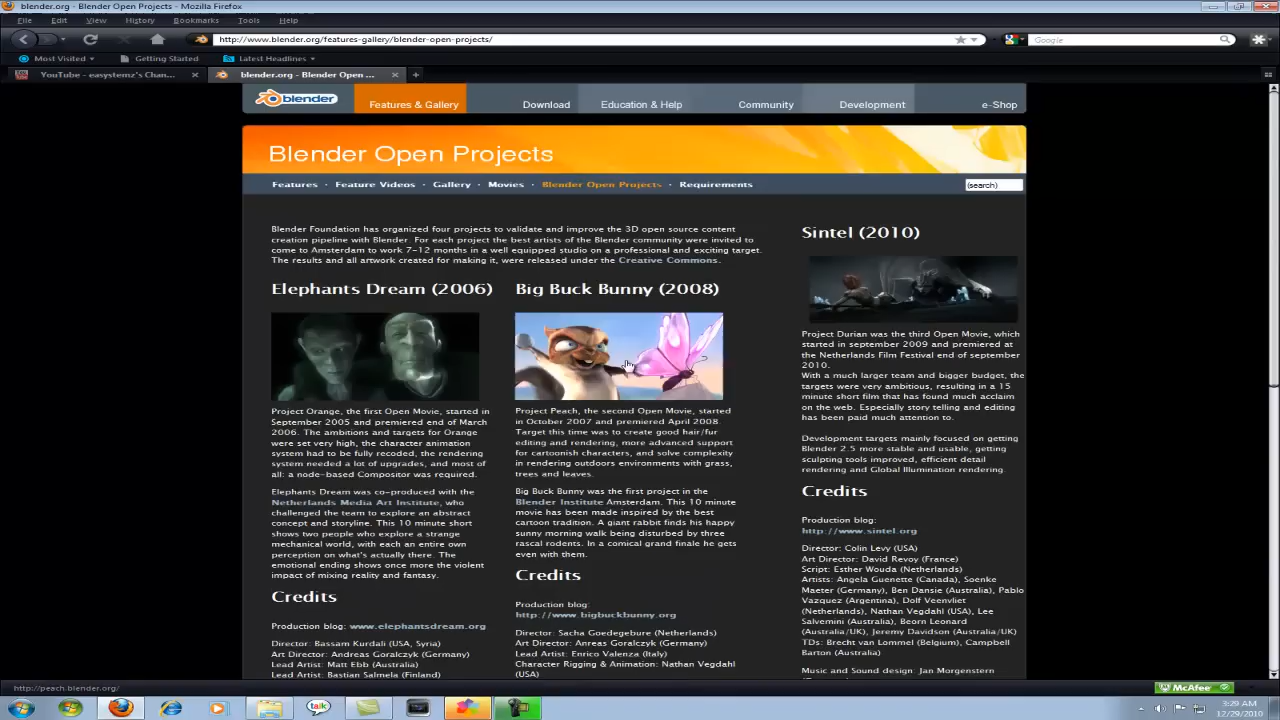 blender.org - Blender Open Projects - Mozilla Firefox
File Edit View History Bookmarks Tools Help
http://www.blender.org/features-gallery/blender-open-projects/
Google
Most Visited Getting Started Latest Headlines
YouTube - easystemz's Chan... blender.org - Blender Open ...
blender Features & Gallery Download Education & Help Community Development e-Shop
Blender Open Projects
Features · Feature Videos · Gallery · Movies · Blender Open Projects · Requirements
(search)
Blender Foundation has organized four projects to validate and improve the 3D open source content
creation pipeline with Blender. For each project the best artists of the Blender community were invited to
come to Amsterdam to work 7-12 months in a well equipped studio on a professional and exciting target.
The results and all artwork created for making it, were released under the Creative Commons.
Elephants Dream (2006)
Project Orange, the first Open Movie, started in
September 2005 and premiered end of March
2006. The ambitions and targets for Orange
were set very high, the character animation
system had to be fully recoded, the rendering
system needed a lot of upgrades, and most of
all: a node-based Compositor was required.
Elephants Dream was co-produced with the
Netherlands Media Art Institute, who
challenged the team to explore an abstract
concept and storyline. This 10 minute short
shows two people who explore a strange
mechanical world, with each an entire own
perception on what's actually there. The
emotional ending shows once more the violent
impact of mixing reality and fantasy.
Credits
Production blog: www.elephantsdream.org
Director: Bassam Kurdali (USA, Syria)
Art Director: Andreas Goralczyk (Germany)
Lead Artist: Matt Ebb (Australia)
Artist: Bastian Salmela (Finland)
Big Buck Bunny (2008)
Project Peach, the second Open Movie, started
in October 2007 and premiered April 2008.
Target this time was to create good hair/fur
editing and rendering, more advanced support
for cartoonish characters, and solve complexity
in rendering outdoors environments with grass,
trees and leaves.
Big Buck Bunny was the first project in the
Blender Institute Amsterdam. This 10 minute
movie has been made inspired by the best
cartoon tradition. A giant rabbit finds his happy
sunny morning walk being disturbed by three
rascal rodents. In a comical grand finale he gets
even with them.
Credits
Production blog:
http://www.bigbuckbunny.org
Director: Sacha Goedegebure (Netherlands)
Art Director: Anreas Goralczyk (Germany)
Lead Artist: Enrico Valenza (Italy)
Character Rigging & Animation: Nathan Vegdahl
(USA)
Sintel (2010)
Project Durian was the third Open Movie, which
started in september 2009 and premiered at
the Netherlands Film Festival end of september
2010.
With a much larger team and bigger budget, the
targets were very ambitious, resulting in a 15
minute short film that has found much acclaim
on the web. Especially story telling and editing
has been paid much attention to.
Development targets mainly focused on getting
Blender 2.5 more stable and usable, getting
sculpting tools improved, efficient detail
rendering and Global Illumination rendering.
Credits
Production blog:
http://www.sintel.org
Director: Colin Levy (USA)
Art Director: David Revoy (France)
Script: Esther Wouda (Netherlands)
Artists: Angela Guenette (Canada), Soenke
Maeter (Germany), Ben Dansie (Australia), Pablo
Vazquez (Argentina), Dolf Veenvliet
(Netherlands), Nathan Vegdahl (USA), Lee
Salvemini (Australia), Beorn Leonard
(Australia/UK), Jeremy Davidson (Australia/UK)
TDs: Brecht van Lommel (Belgium), Campbell
Barton (Australia)
Music and Sound design: Jan Morgenstern
http://peach.blender.org/
McAfee
talk
3:29 AM
12/29/2010